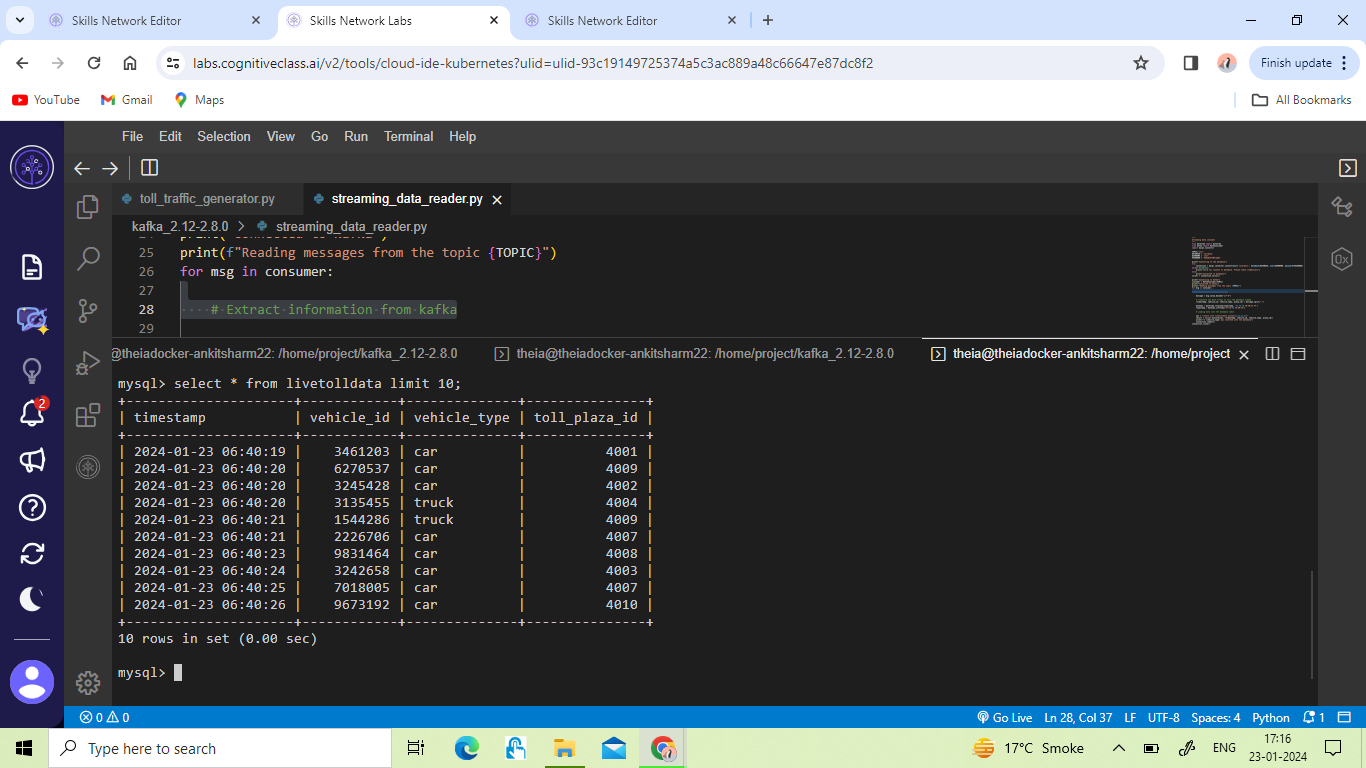 Skills Network Editor
Skills Network Labs
Skills Network Editor
labs.cognitiveclass.ai/v2/tools/cloud-ide-kubernetes?ulid=ulid-93c19149725374a5c3ac889a48c66647e87dc8f2
Finish update
YouTube
Gmail
Maps
All Bookmarks
File Edit Selection View Go Run Terminal Help
toll_traffic_generator.py
streaming_data_reader.py
kafka_2.12-2.8.0 > streaming_data_reader.py
25 print(f"Reading messages from the topic {TOPIC}")
26 for msg in consumer:
27
28 # Extract information from kafka
29
@theiadocker-ankitsharm22: /home/project/kafka_2.12-2.8.0
theia@theiadocker-ankitsharm22: /home/project/kafka_2.12-2.8.0
theia@theiadocker-ankitsharm22: /home/project
mysql> select * from livetolldata limit 10;
+---------------------+------------+--------------+---------------+
| timestamp | vehicle_id | vehicle_type | toll_plaza_id |
+---------------------+------------+--------------+---------------+
| 2024-01-23 06:40:19 | 3461203 | car | 4001 |
| 2024-01-23 06:40:20 | 6270537 | car | 4009 |
| 2024-01-23 06:40:20 | 3245428 | car | 4002 |
| 2024-01-23 06:40:20 | 3135455 | truck | 4004 |
| 2024-01-23 06:40:21 | 1544286 | truck | 4009 |
| 2024-01-23 06:40:21 | 2226706 | car | 4007 |
| 2024-01-23 06:40:23 | 9831464 | car | 4008 |
| 2024-01-23 06:40:24 | 3242658 | car | 4003 |
| 2024-01-23 06:40:25 | 7018005 | car | 4007 |
| 2024-01-23 06:40:26 | 9673192 | car | 4010 |
+---------------------+------------+--------------+---------------+
10 rows in set (0.00 sec)
mysql>
2
0x
0 0
Go Live Ln 28, Col 37 LF UTF-8 Spaces: 4 Python 1
Type here to search
17°C Smoke
ENG
17:16
23-01-2024